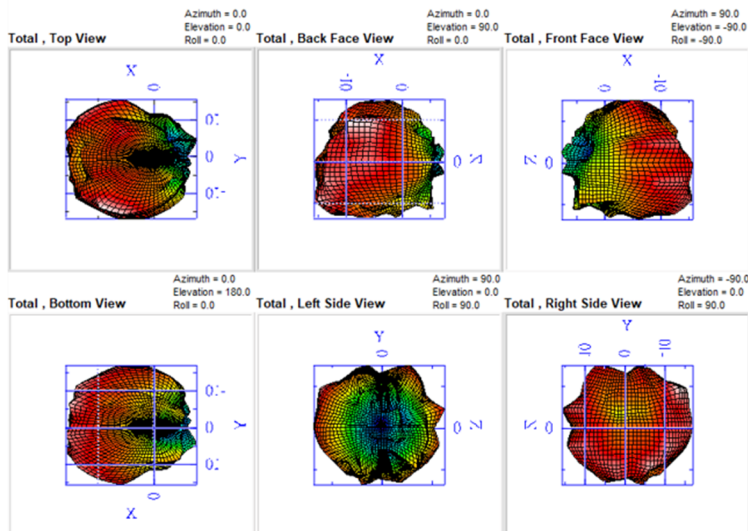 Azimuth = 0.0
Elevation = 0.0
Roll = 0.0
Total , Top View
X
0
Y
0
Azimuth = 0.0
Elevation = 90.0
Roll = 0.0
Total , Back Face View
X
-10
0
Z
0
Azimuth = 90.0
Elevation = -90.0
Roll = -90.0
Total , Front Face View
X
0
-10
Z
0
Azimuth = 0.0
Elevation = 180.0
Roll = 0.0
Total , Bottom View
0
Y
0
X
Azimuth = 90.0
Elevation = 0.0
Roll = 90.0
Total , Left Side View
Y
0
0
Z
Azimuth = -90.0
Elevation = 0.0
Roll = 90.0
Total , Right Side View
Y
10
0
-10
Z
0